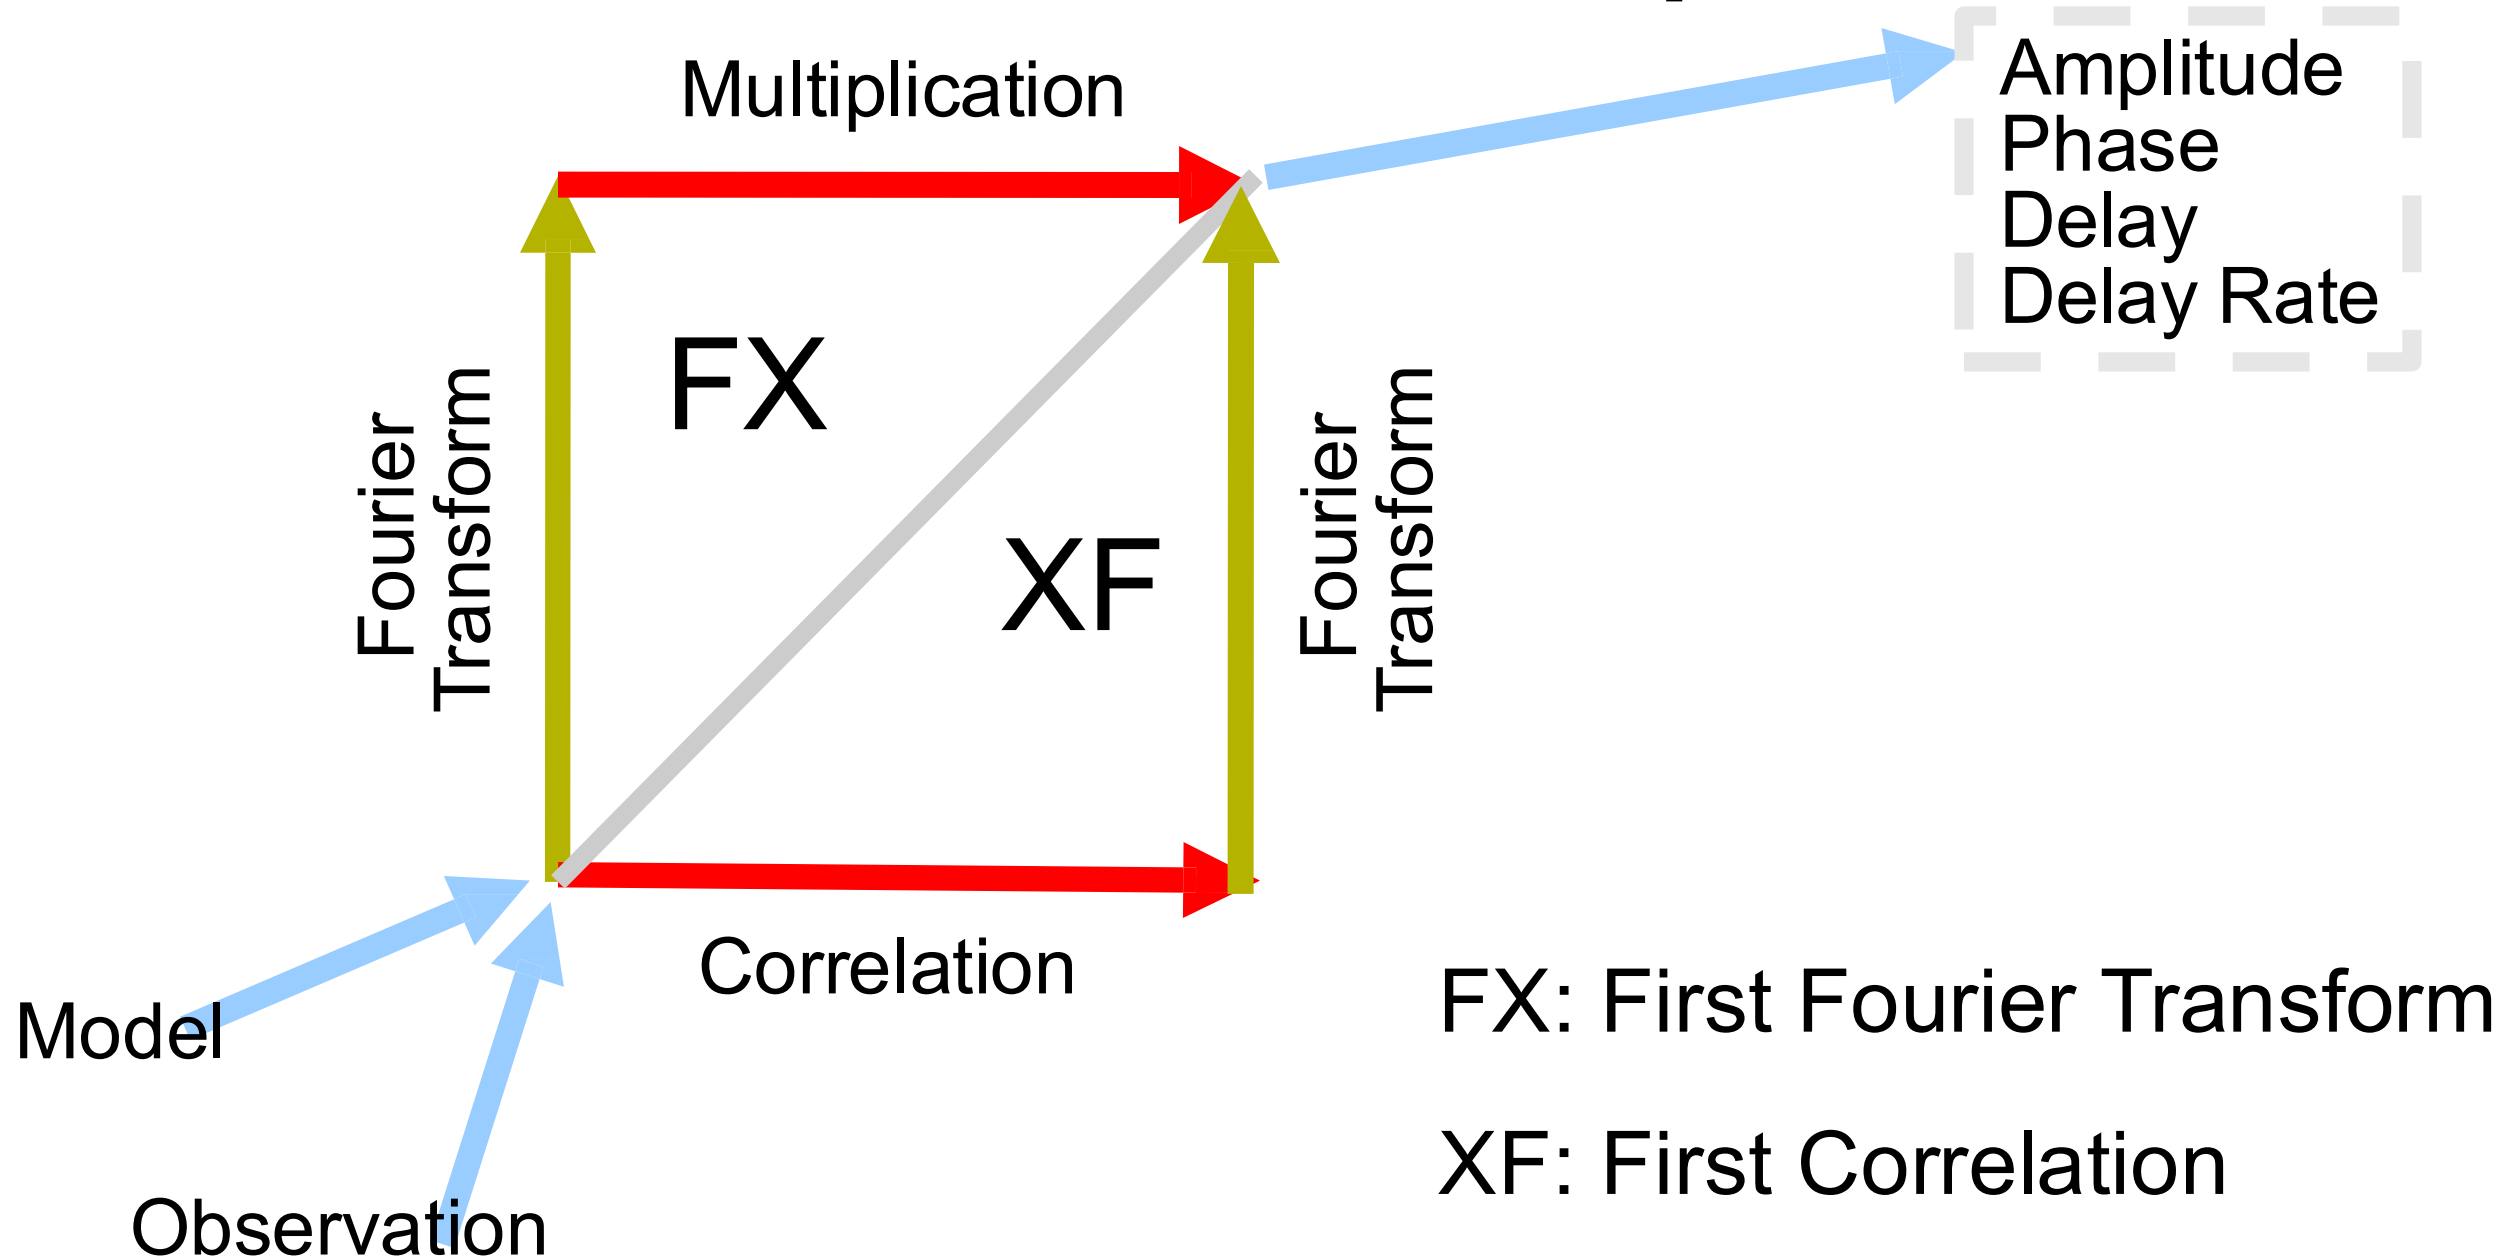 Multiplication
Amplitude
Phase
Delay
Delay Rate
FX
Fourier
Transform
XF
Fourier
Transform
Correlation
Model
Observation
FX: First Fourier Transform
XF: First Correlation